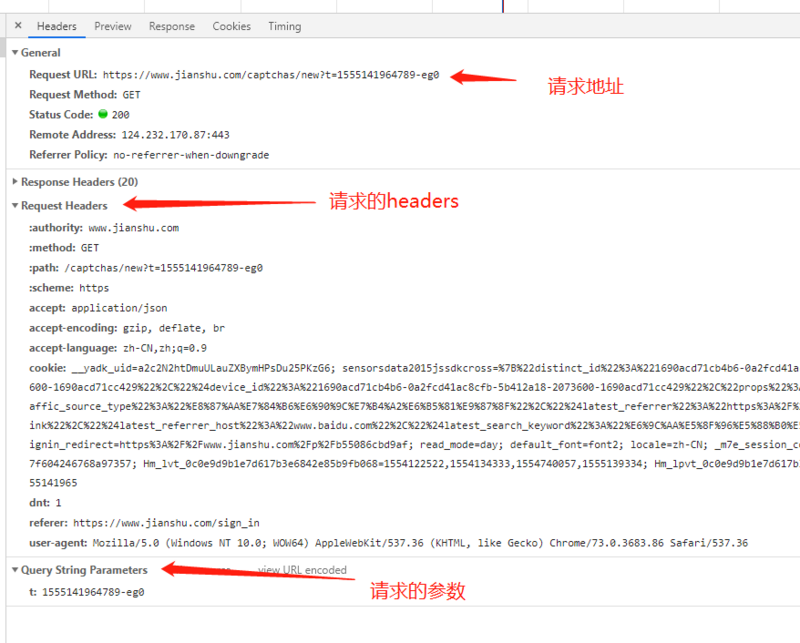 × Headers Preview Response Cookies Timing
General
Request URL: https://www.jianshu.com/captchas/new?t=1555141964789-eg0
请求地址
Request Method: GET
Status Code: 200
Remote Address: 124.232.170.87:443
Referrer Policy: no-referrer-when-downgrade
Response Headers (20)
Request Headers
请求的headers
:authority: www.jianshu.com
:method: GET
:path: /captchas/new?t=1555141964789-eg0
:scheme: https
accept: application/json
accept-encoding: gzip, deflate, br
accept-language: zh-CN,zh;q=0.9
cookie: __yadk_uid=a2c2N2htDmuULauZXBymHPsDu25PKzG6; sensorsdata2015jssdkcross=%7B%22distinct_id%22%3A%221690acd71cb4b6-0a2fcd41a
600-1690acd71cc429%22%2C%22%24device_id%22%3A%221690acd71cb4b6-0a2fcd41ac8cfb-5b412a18-2073600-1690acd71cc429%22%2C%22props%22%3
affic_source_type%22%3A%22%E8%87%AA%E7%84%B6%E6%90%9C%E7%B4%A2%E6%B5%81%E9%87%8F%22%2C%22%24latest_referrer%22%3A%22https%3A%2F%
ink%22%2C%22%24latest_referrer_host%22%3A%22www.baidu.com%22%2C%22%24latest_search_keyword%22%3A%22%E6%9C%AA%E5%8F%96%E5%88%B0%E5
ignin_redirect=https%3A%2F%2Fwww.jianshu.com%2Fp%2Fb55086cbd9af; read_mode=day; default_font=font2; locale=zh-CN; _m7e_session_c
7f604246768a97357; Hm_lvt_0c0e9d9b1e7d617b3e6842e85b9fb068=1554122522,1554134333,1554740057,1555139334; Hm_lpvt_0c0e9d9b1e7d617b
55141965
dnt: 1
referer: https://www.jianshu.com/sign_in
user-agent: Mozilla/5.0 (Windows NT 10.0; WOW64) AppleWebKit/537.36 (KHTML, like Gecko) Chrome/73.0.3683.86 Safari/537.36
Query String Parameters view URL encoded
请求的参数
t: 1555141964789-eg0